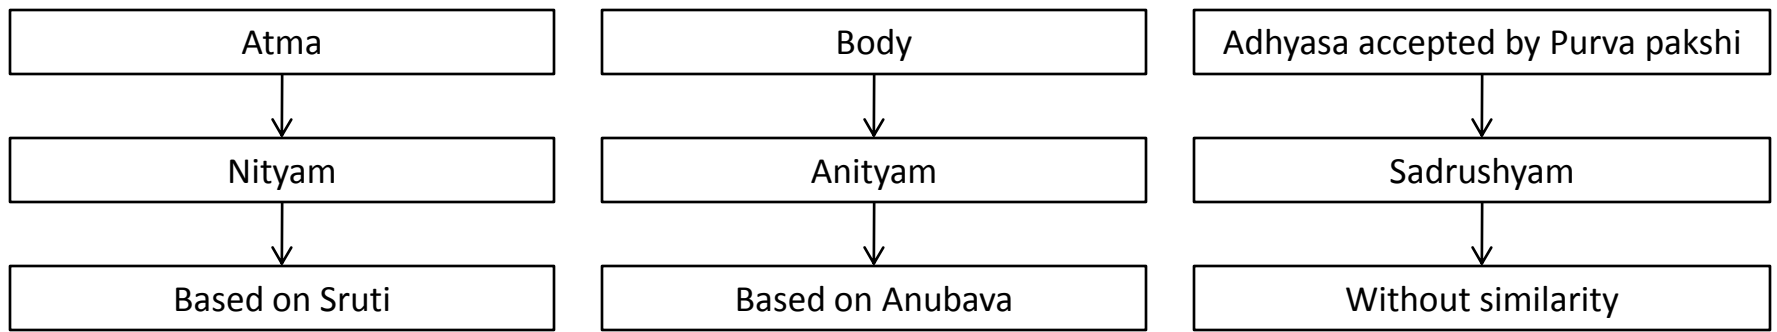 Atma
Body
Adhyasa accepted by Purva pakshi
Nityam
Anityam
Sadrushyam
Based on Sruti
Based on Anubava
Without similarity